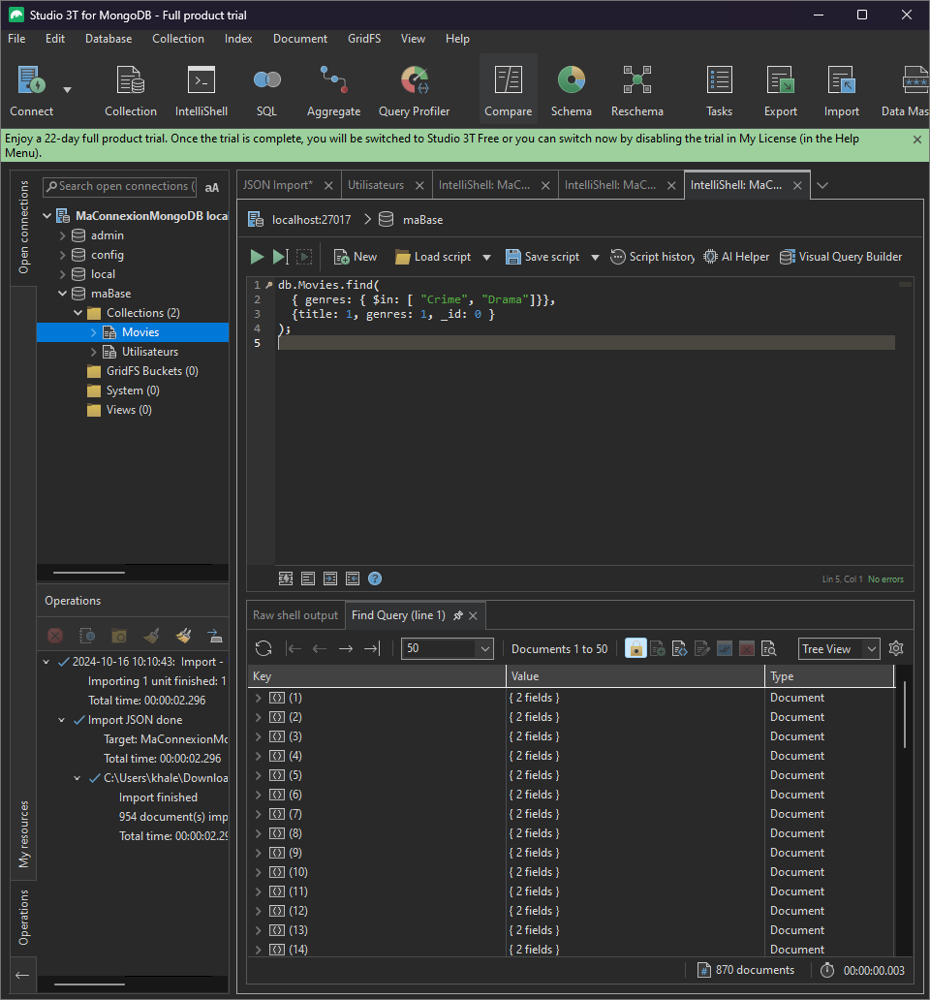 Studio 3T for MongoDB - Full product trial
File Edit Database Collection Index Document GridFS View Help
Connect Collection IntelliShell SQL Aggregate Query Profiler Compare Schema Reschema Tasks Export Import Data Mas
Enjoy a 22-day full product trial. Once the trial is complete, you will be switched to Studio 3T Free or you can switch now by disabling the trial in My License (in the Help
Menu).
Open connections
Search open connections ( aA
MaConnexionMongoDB loca
admin
config
local
maBase
Collections (2)
Movies
Utilisateurs
GridFS Buckets (0)
System (0)
Views (0)
Operations
2024-10-16 10:10:43: Import -
Importing 1 unit finished: 1
Total time: 00:00:02.296
Import JSON done
Target: MaConnexionMo
Total time: 00:00:02.296
C:\Users\khale\Downloa
Import finished
954 document(s) imp
Total time: 00:00:02.29
My resources
Operations
JSON Import* Utilisateurs IntelliShell: MaC... IntelliShell: MaC... IntelliShell: MaC...
localhost:27017 maBase
New Load script Save script Script history AI Helper Visual Query Builder
1 db.Movies.find(
2 { genres: { $in: [ "Crime", "Drama"]}},
3 {title: 1, genres: 1, _id: 0 }
4 );
5
Lin 5, Col 1 No errors
Raw shell output Find Query (line 1)
50 Documents 1 to 50 Tree View
Key Value Type
(1) { 2 fields } Document
(2) { 2 fields } Document
(3) { 2 fields } Document
(4) { 2 fields } Document
(5) { 2 fields } Document
(6) { 2 fields } Document
(7) { 2 fields } Document
(8) { 2 fields } Document
(9) { 2 fields } Document
(10) { 2 fields } Document
(11) { 2 fields } Document
(12) { 2 fields } Document
(13) { 2 fields } Document
(14) { 2 fields } Document
870 documents 00:00:00.003